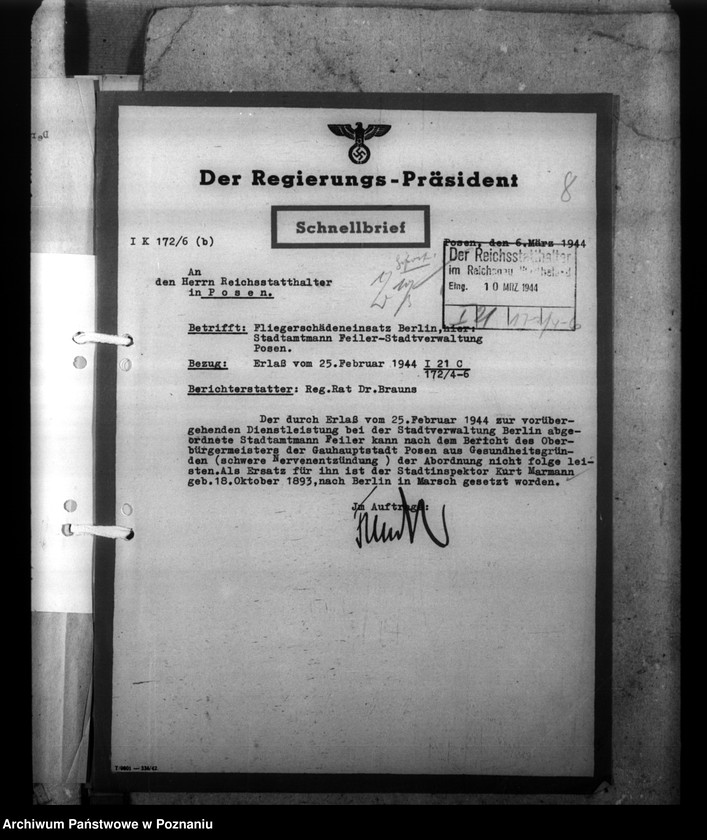 Der Regierungs-Präsident
8
Schnellbrief
I K 172/6 (b)
Posen, den 6.März 1944
Der Reichsstatthalter
im Reichsgau Wartheland
Eing. 10 MRZ 1944
An
den Herrn Reichsstatthalter
in Posen.
Betrifft: Fliegerschädeneinsatz Berlin, hier:
Stadtamtmann Feiler-Stadtverwaltung
Posen.
Bezug: Erlaß vom 25.Februar 1944 I 21 C
172/4-6
Berichterstatter: Reg.Rat Dr.Brauns
Der durch Erlaß vom 25.Februar 1944 zur vorüber-
gehenden Dienstleistung bei der Stadtverwaltung Berlin abge-
ordnete Stadtamtmann Feiler kann nach dem Bericht des Ober-
bürgermeisters der Gauhauptstadt Posen aus Gesundheitsgrün-
den (schwere Nervenentzündung ) der Abordnung nicht folge lei-
sten.Als Ersatz für ihn ist der Stadtinspektor Kurt Marmann
geb.18.Oktober 1893,nach Berlin in Marsch gesetzt worden.
Jm Auftrage:
Archiwum Państwowe w Poznaniu